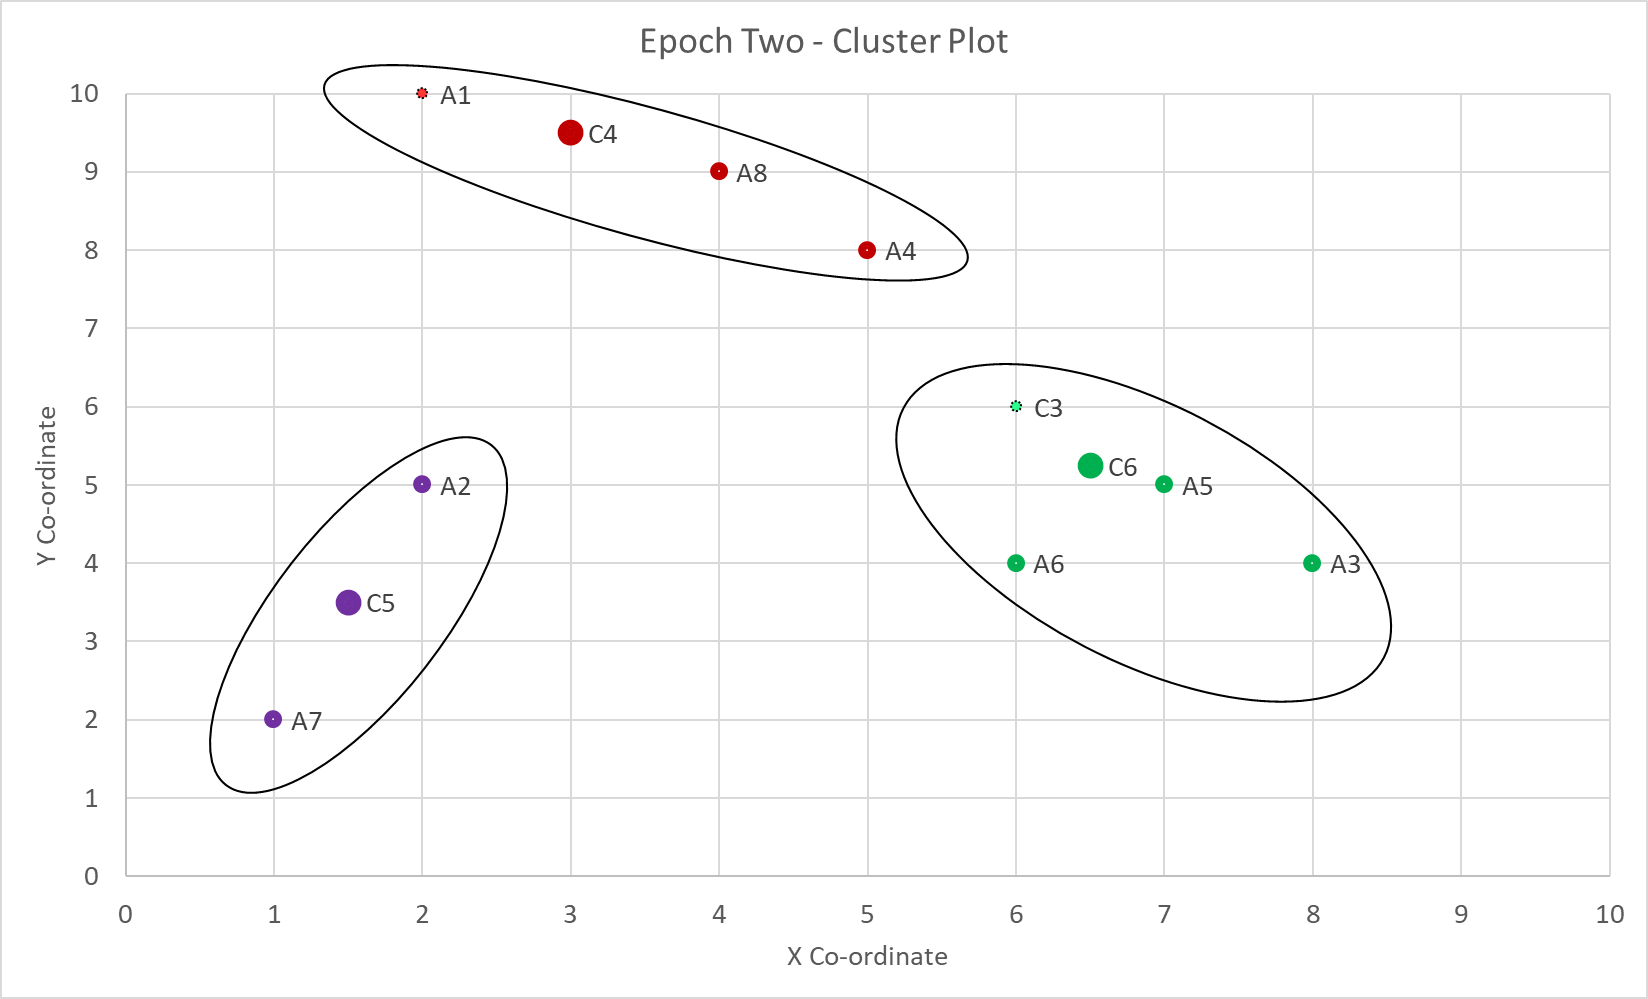 Epoch Two - Cluster Plot
10
A1
C4
9
A8
8
A4
7
6
C3
C6
5
A2
A5
4
A6
A3
C5
3
2
A7
1
0
0 1 2 3 4 5 6 7 8 9 10
X Co-ordinate
Y Co-ordinate